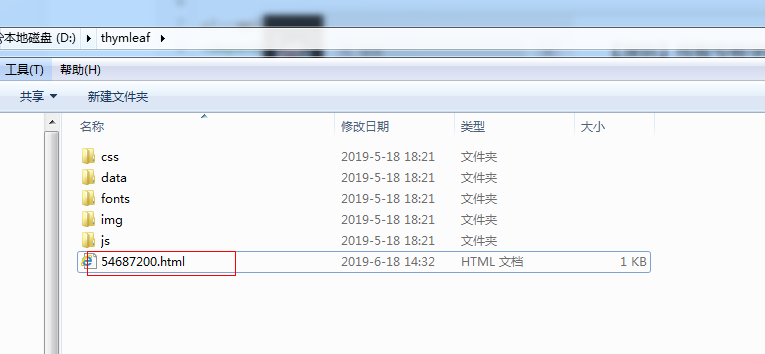 本地磁盘 (D:) thymleaf
工具(T) 帮助(H)
共享 新建文件夹
名称 修改日期 类型 大小
css 2019-5-18 18:21 文件夹
data 2019-5-18 18:21 文件夹
fonts 2019-5-18 18:21 文件夹
img 2019-5-18 18:21 文件夹
js 2019-5-18 18:21 文件夹
54687200.html 2019-6-18 14:32 HTML 文档 1 KB